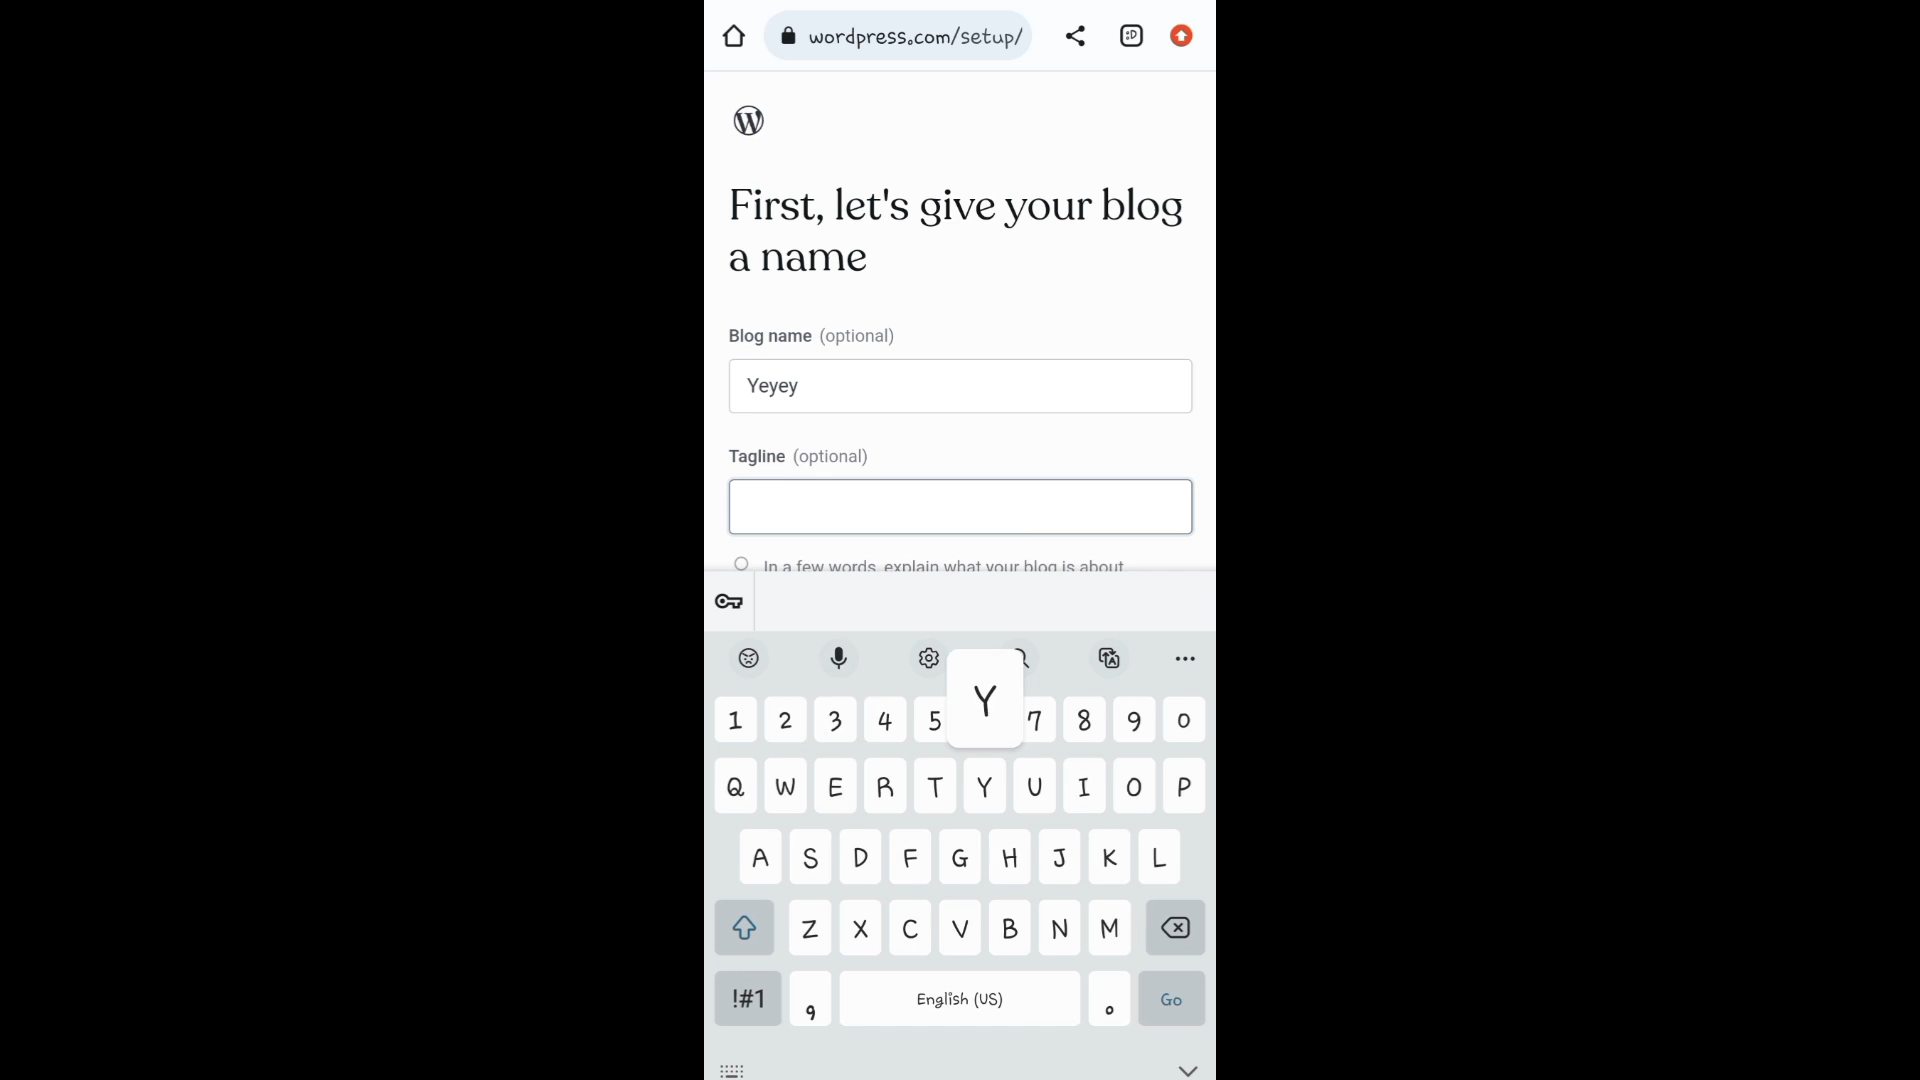 wordpress.com/setup/
:D
First, let's give your blog
a name
Blog name (optional)
Yeyey
Tagline (optional)
In a few words, explain what your blog is about
Y
1 2 3 4 5 7 8 9 0
Q W E R T Y U I O P
A S D F G H J K L
Z X C V B N M
!#1 , English (US) . Go